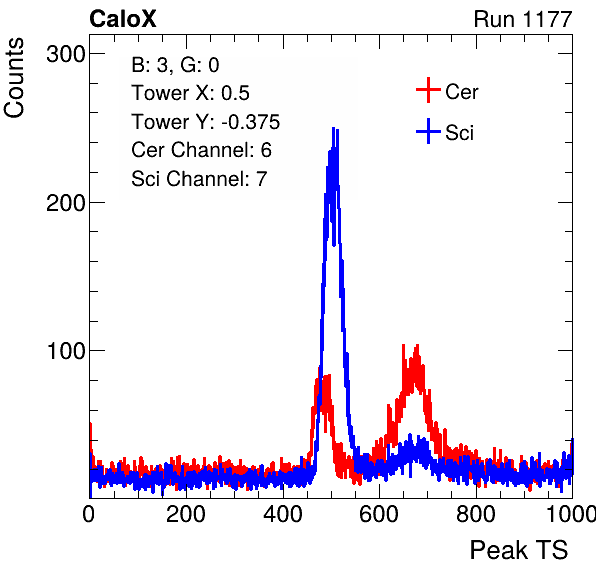 CaloX Run 1177
Counts
300
200
100
B: 3, G: 0
Tower X: 0.5
Tower Y: -0.375
Cer Channel: 6
Sci Channel: 7
Cer
Sci
0 200 400 600 800 1000
Peak TS